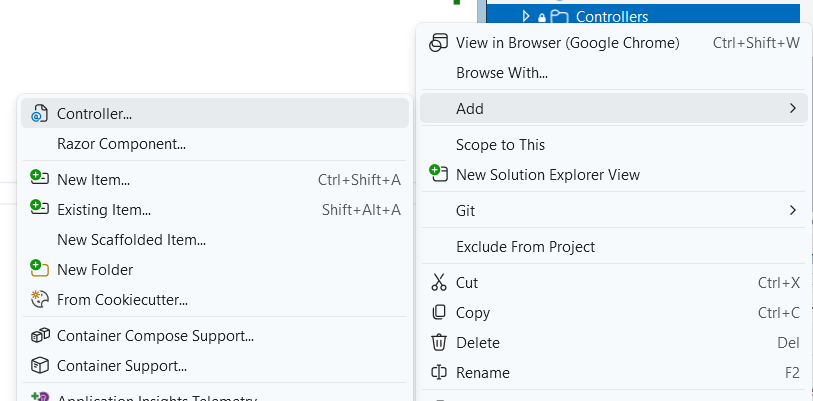 Controllers
View in Browser (Google Chrome) Ctrl+Shift+W
Browse With...
Add
Scope to This
New Solution Explorer View
Git
Exclude From Project
Cut Ctrl+X
Copy Ctrl+C
Delete Del
Rename F2
Controller...
Razor Component...
New Item... Ctrl+Shift+A
Existing Item... Shift+Alt+A
New Scaffolded Item...
New Folder
From Cookiecutter...
Container Compose Support...
Container Support...
Application Insights Telemetry